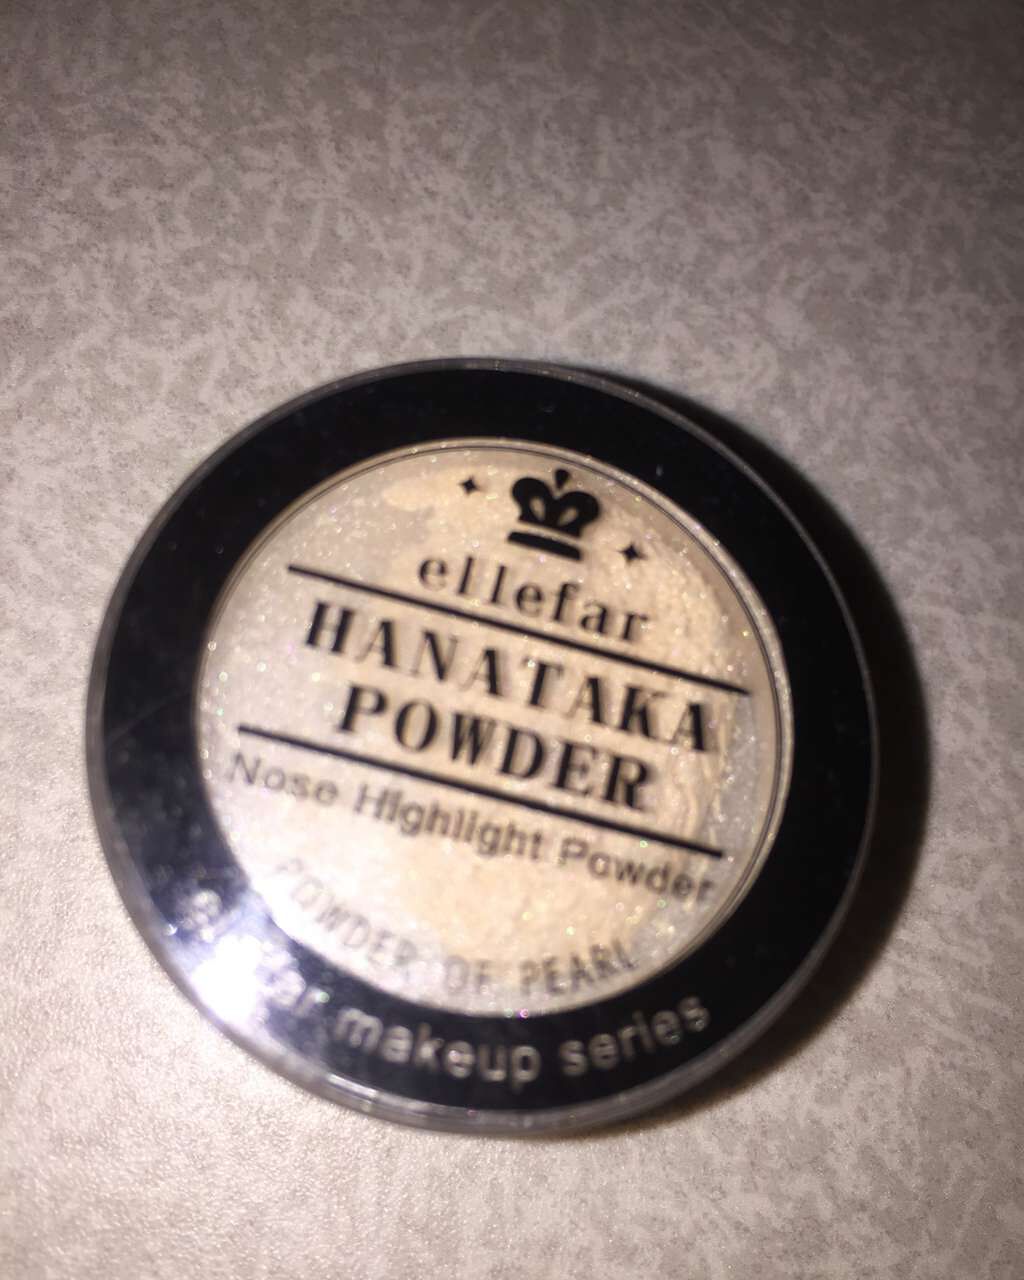 ellefar
HANATAKA
POWDER
Nose Highlight Powder
POWDER OF PEARL
makeup series